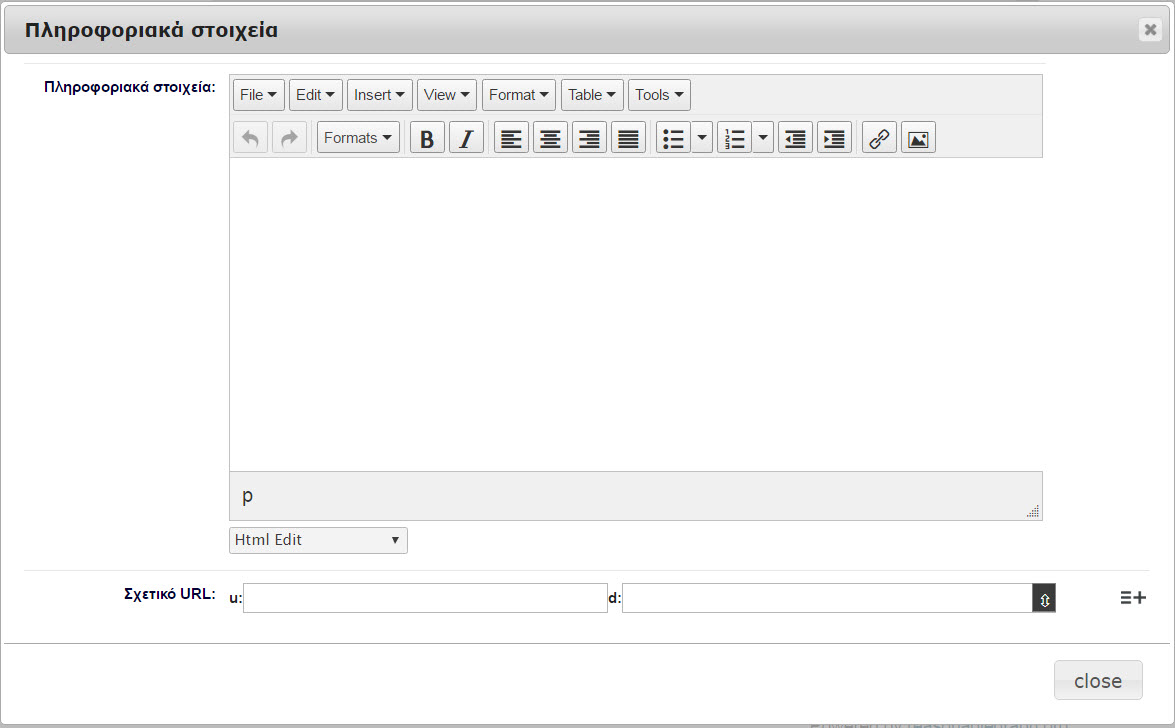 Πληροφοριακά στοιχεία
Πληροφοριακά στοιχεία:
File Edit Insert View Format Table Tools
Formats B I
p
Html Edit
Σχετικό URL: u: d:
close